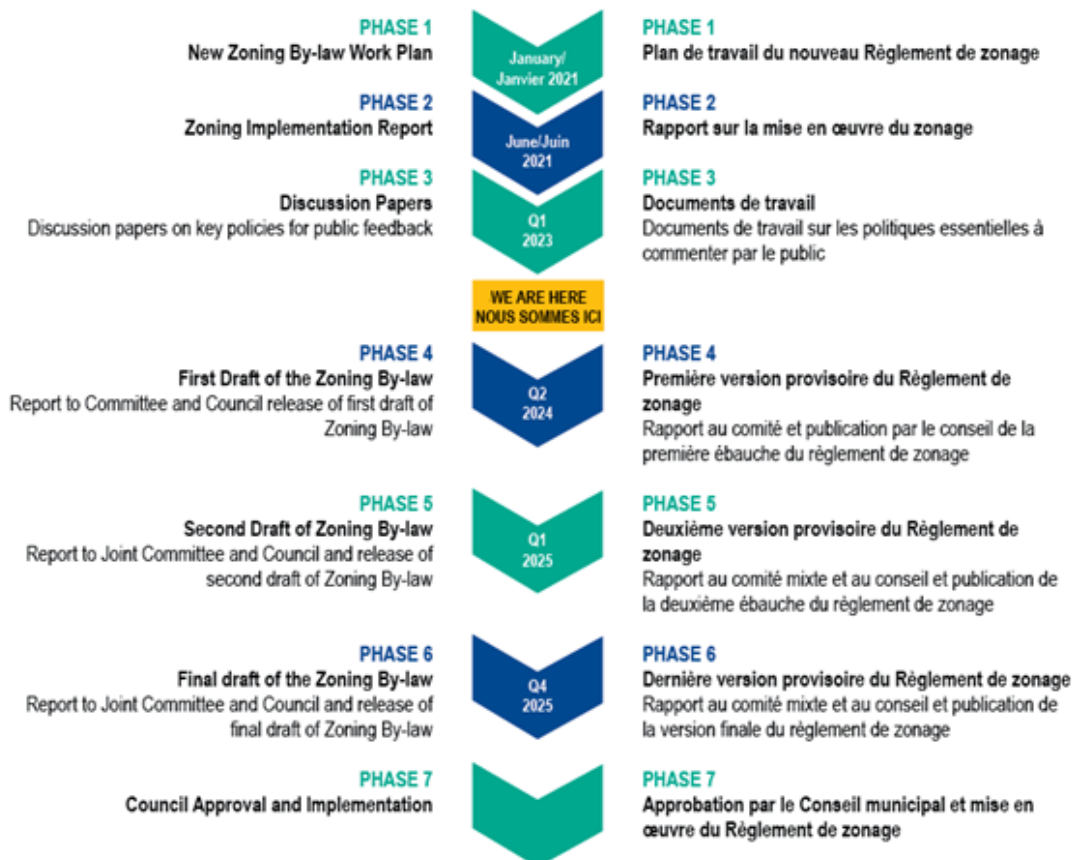 PHASE 1
New Zoning By-law Work Plan
January/
Janvier 2021
PHASE 1
Plan de travail du nouveau Règlement de zonage
PHASE 2
Zoning Implementation Report
June/Juin
2021
PHASE 2
Rapport sur la mise en œuvre du zonage
PHASE 3
Discussion Papers
Discussion papers on key policies for public feedback
Q1
2023
PHASE 3
Documents de travail
Documents de travail sur les politiques essentielles à
commenter par le public
WE ARE HERE
NOUS SOMMES ICI
PHASE 4
First Draft of the Zoning By-law
Report to Committee and Council release of first draft of
Zoning By-law
Q2
2024
PHASE 4
Première version provisoire du Règlement de
zonage
Rapport au comité et publication par le conseil de la
première ébauche du règlement de zonage
PHASE 5
Second Draft of Zoning By-law
Report to Joint Committee and Council and release of
second draft of Zoning By-law
Q1
2025
PHASE 5
Deuxième version provisoire du Règlement de
zonage
Rapport au comité mixte et au conseil et publication de
la deuxième ébauche du règlement de zonage
PHASE 6
Final draft of the Zoning By-law
Report to Joint Committee and Council and release of
final draft of Zoning By-law
Q4
2025
PHASE 6
Dernière version provisoire du Règlement de zonage
Rapport au comité mixte et au conseil et publication de
la version finale du règlement de zonage
PHASE 7
Council Approval and Implementation
PHASE 7
Approbation par le Conseil municipal et mise en
œuvre du Règlement de zonage